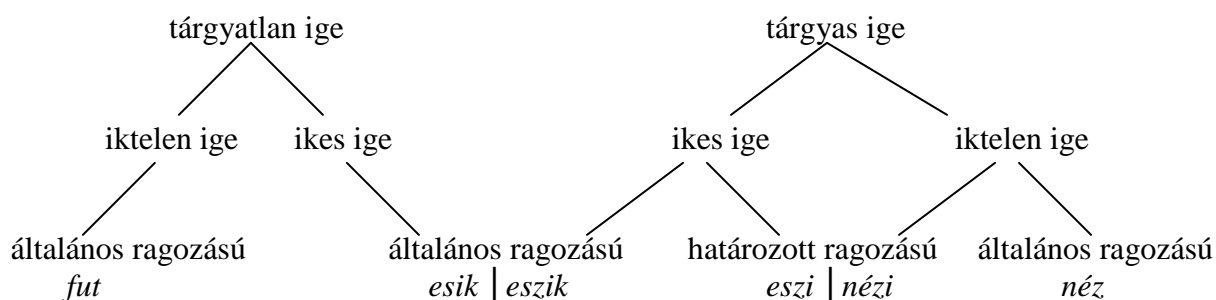 tárgyatlan ige tárgyas ige
iktelen ige ikes ige ikes ige iktelen ige
általános ragozású általános ragozású határozott ragozású általános ragozású
fut esik | eszik eszi | nézi néz